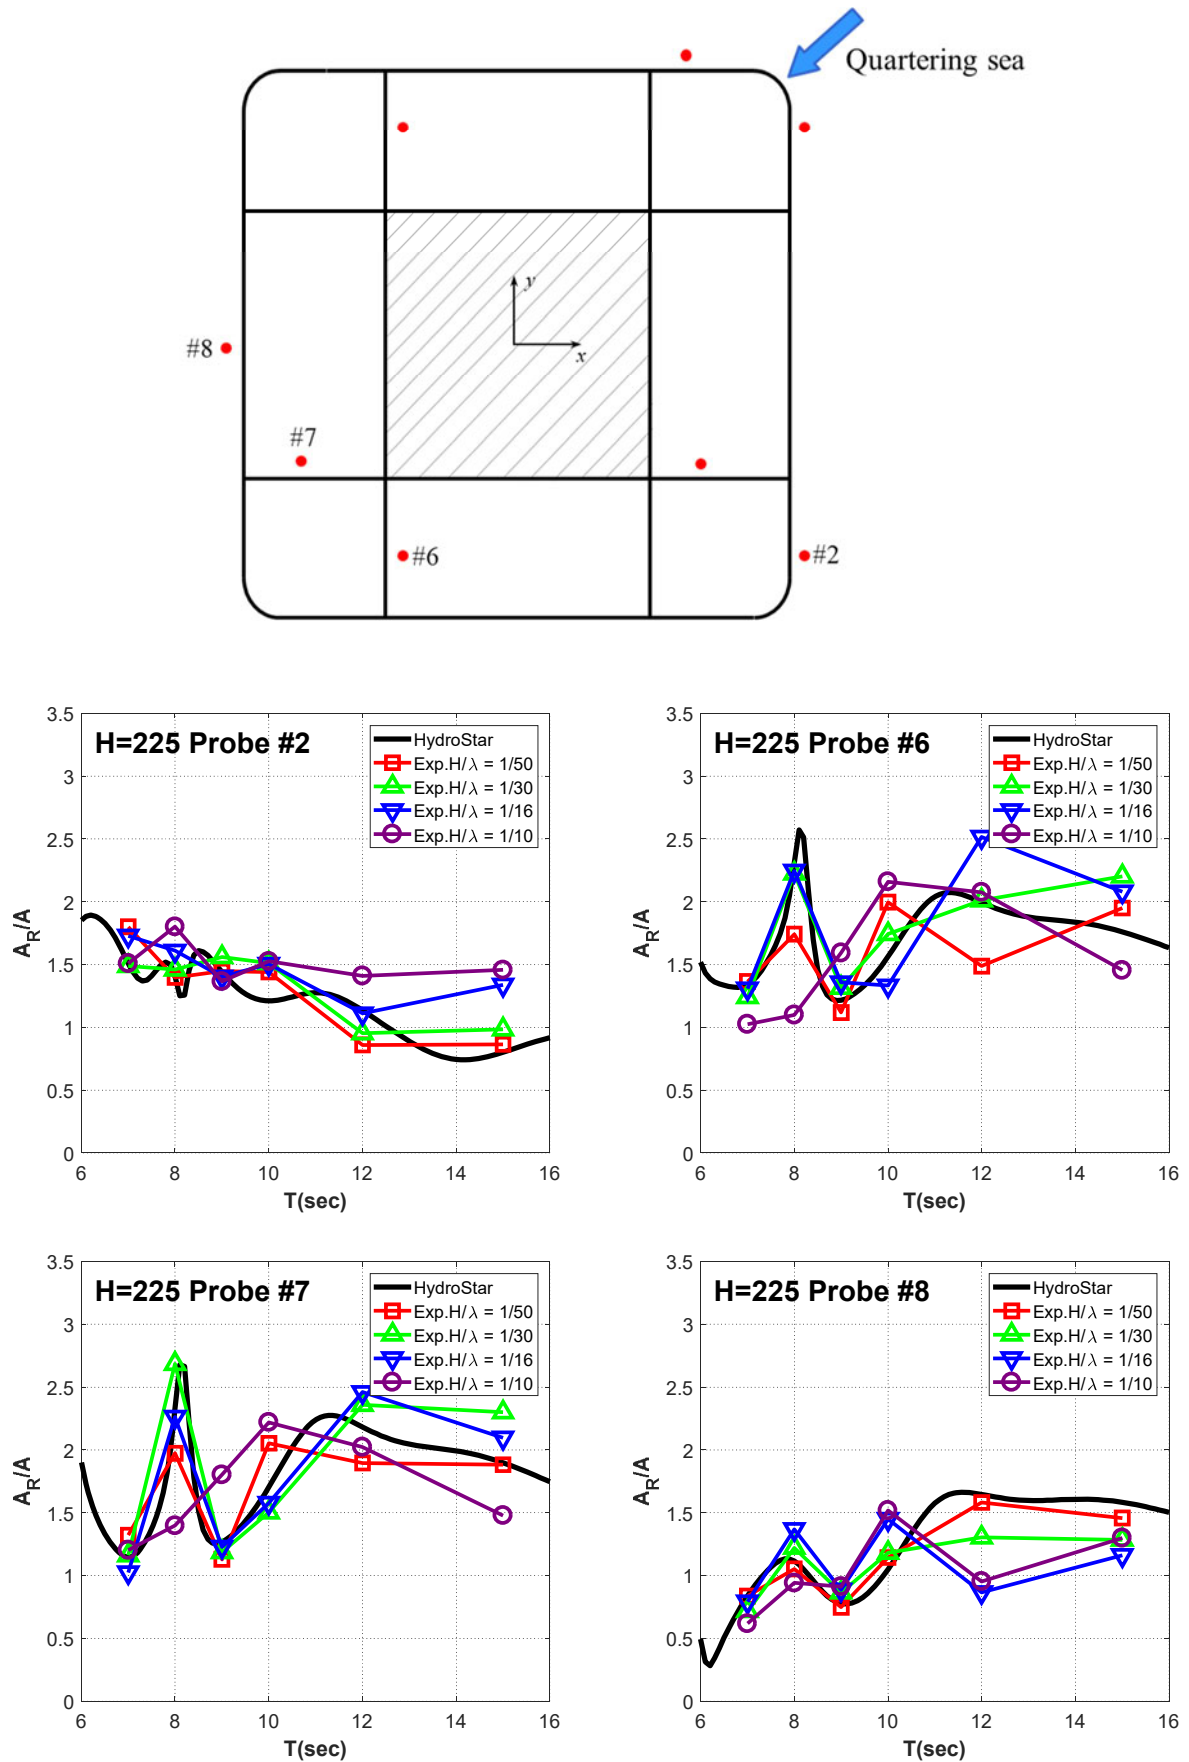 Quartering sea
y
x
#8
#7
#6
#2
H=225 Probe #2
HydroStar
Exp.H/λ = 1/50
Exp.H/λ = 1/30
Exp.H/λ = 1/16
Exp.H/λ = 1/10
3.5
3
2.5
2
1.5
1
0.5
0
A_R/A
6 8 10 12 14 16
T(sec)
H=225 Probe #6
HydroStar
Exp.H/λ = 1/50
Exp.H/λ = 1/30
Exp.H/λ = 1/16
Exp.H/λ = 1/10
3.5
3
2.5
2
1.5
1
0.5
0
A_R/A
6 8 10 12 14 16
T(sec)
H=225 Probe #7
HydroStar
Exp.H/λ = 1/50
Exp.H/λ = 1/30
Exp.H/λ = 1/16
Exp.H/λ = 1/10
3.5
3
2.5
2
1.5
1
0.5
0
A_R/A
6 8 10 12 14 16
T(sec)
H=225 Probe #8
HydroStar
Exp.H/λ = 1/50
Exp.H/λ = 1/30
Exp.H/λ = 1/16
Exp.H/λ = 1/10
3.5
3
2.5
2
1.5
1
0.5
0
A_R/A
6 8 10 12 14 16
T(sec)